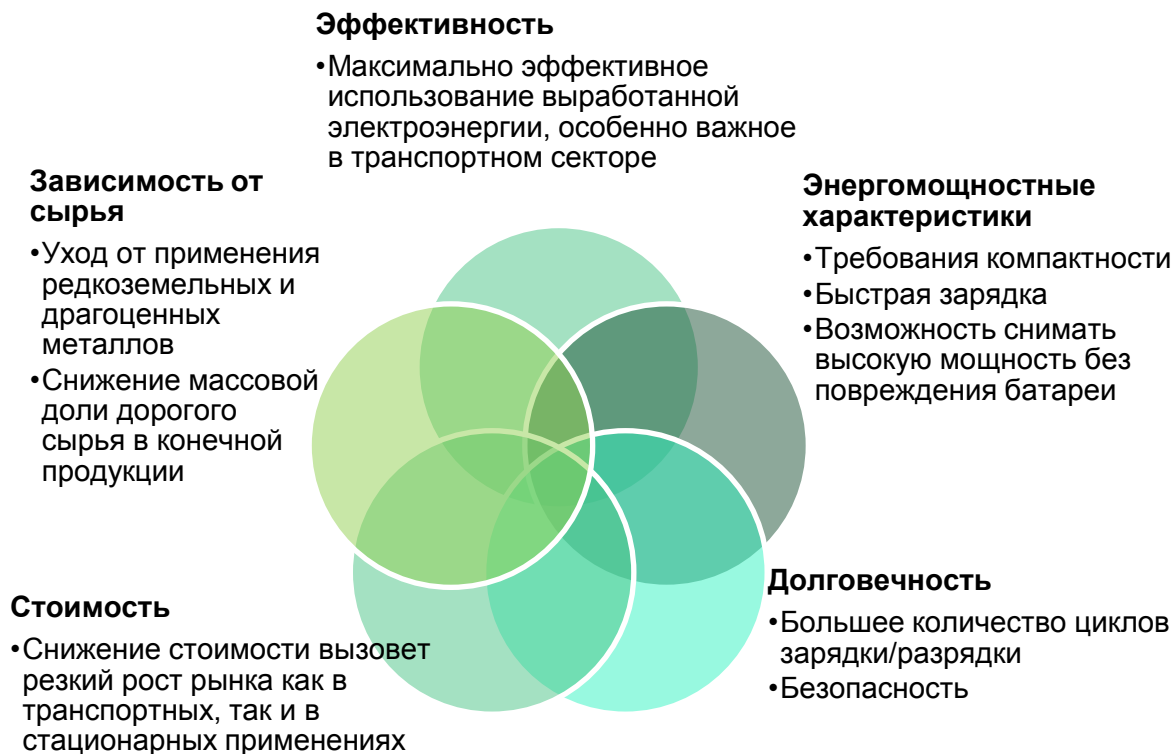 Эффективность
•Максимально эффективное
использование выработанной
электроэнергии, особенно важное
в транспортном секторе
Зависимость от
сырья
•Уход от применения
редкоземельных и
драгоценных
металлов
•Снижение массовой
доли дорогого
сырья в конечной
продукции
Энергомощностные
характеристики
•Требования компактности
•Быстрая зарядка
•Возможность снимать
высокую мощность без
повреждения батареи
Стоимость
•Снижение стоимости вызовет
резкий рост рынка как в
транспортных, так и в
стационарных применениях
Долговечность
•Большее количество циклов
зарядки/разрядки
•Безопасность